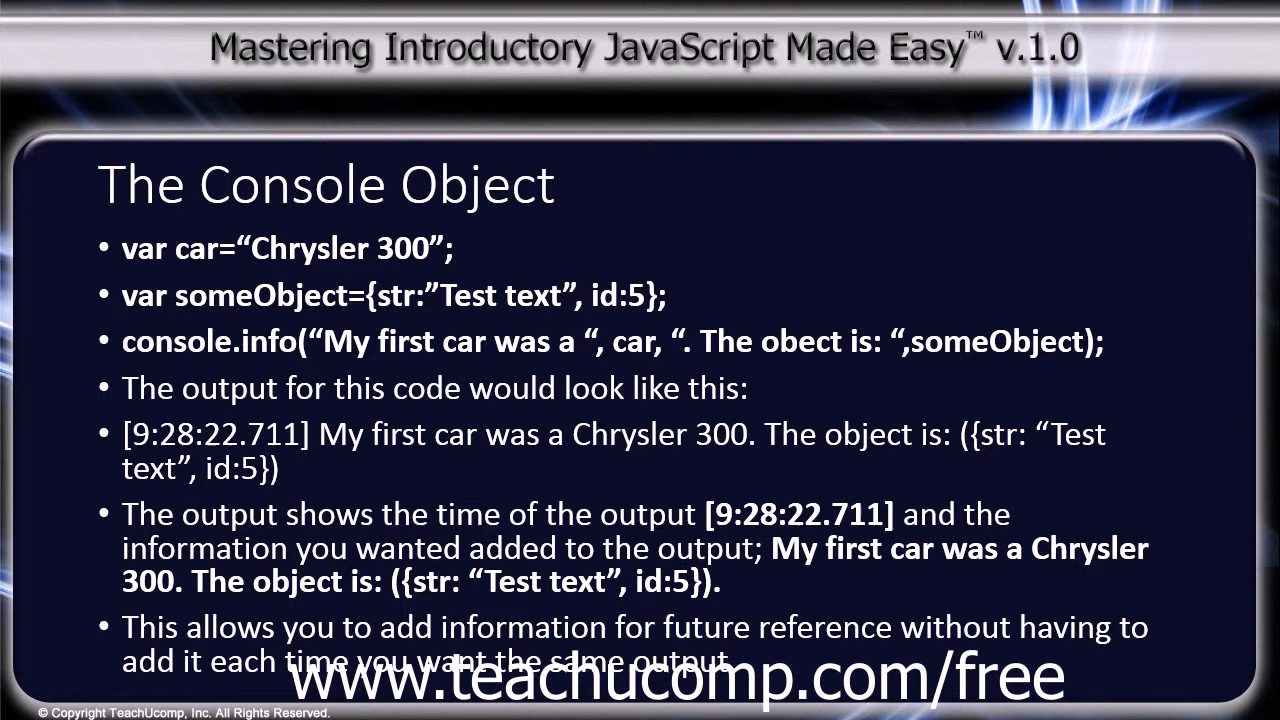 Mastering Introductory JavaScript Made Easy™ v.1.0
The Console Object
• var car=“Chrysler 300”;
• var someObject={str:”Test text”, id:5};
• console.info(“My first car was a “, car, “. The obect is: “,someObject);
• The output for this code would look like this:
• [9:28:22.711] My first car was a Chrysler 300. The object is: ({str: “Test
text”, id:5})
• The output shows the time of the output [9:28:22.711] and the
information you wanted added to the output; My first car was a Chrysler
300. The object is: ({str: “Test text”, id:5}).
• This allows you to add information for future reference without having to
add it each time you want the same output.
www.teachucomp.com/free
© Copyright TeachUcomp, Inc. All Rights Reserved.